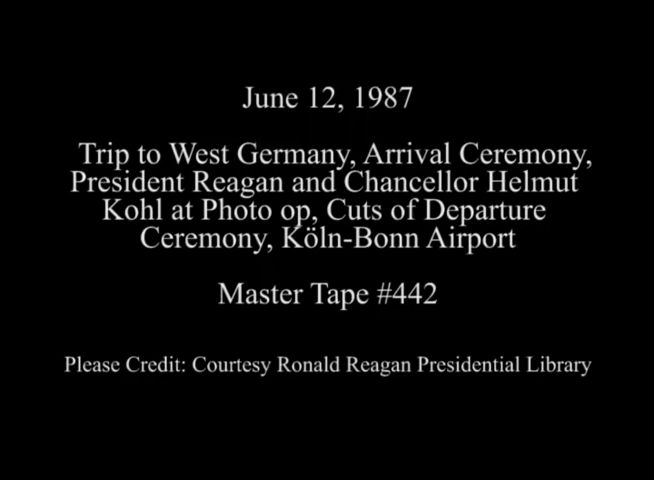 June 12, 1987
Trip to West Germany, Arrival Ceremony,
President Reagan and Chancellor Helmut
Kohl at Photo op, Cuts of Departure
Ceremony, Köln-Bonn Airport
Master Tape #442
Please Credit: Courtesy Ronald Reagan Presidential Library